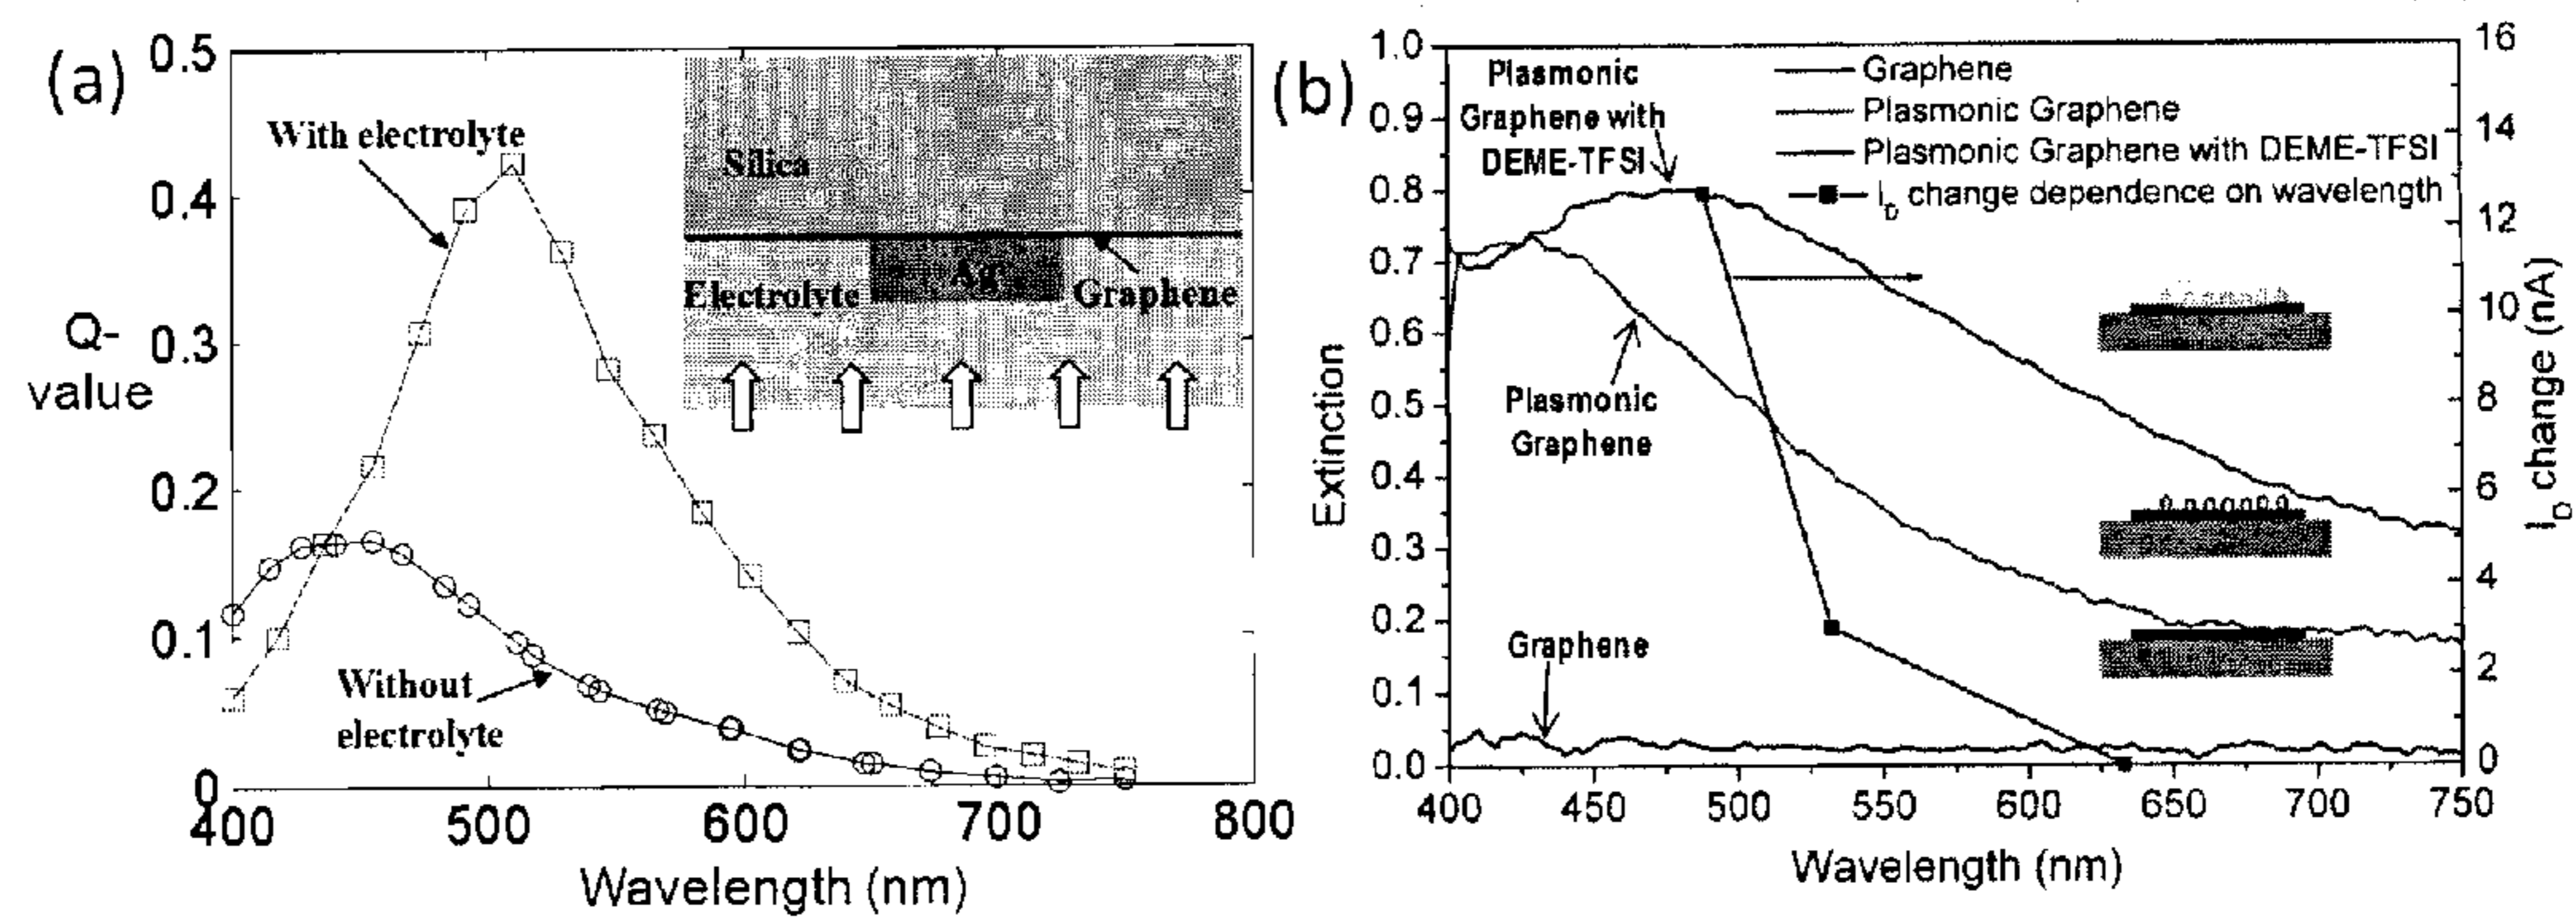 (a)
0.5
0.4
0.3
0.2
0.1
0
Q-
value
With electrolyte
Without
electrolyte
Silica
Ag
Electrolyte
Graphene
400
500
600
700
800
Wavelength (nm)
(b)
1.0
0.9
0.8
0.7
0.6
0.5
0.4
0.3
0.2
0.1
0.0
Extinction
Plasmonic
Graphene with
DEME-TFSI
Graphene
Plasmonic Graphene
Plasmonic Graphene with DEME-TFSI
I_D change dependence on wavelength
Plasmonic
Graphene
Graphene
16
14
12
10
8
6
4
2
0
I_D change (nA)
400
450
500
550
600
650
700
750
Wavelength (nm)